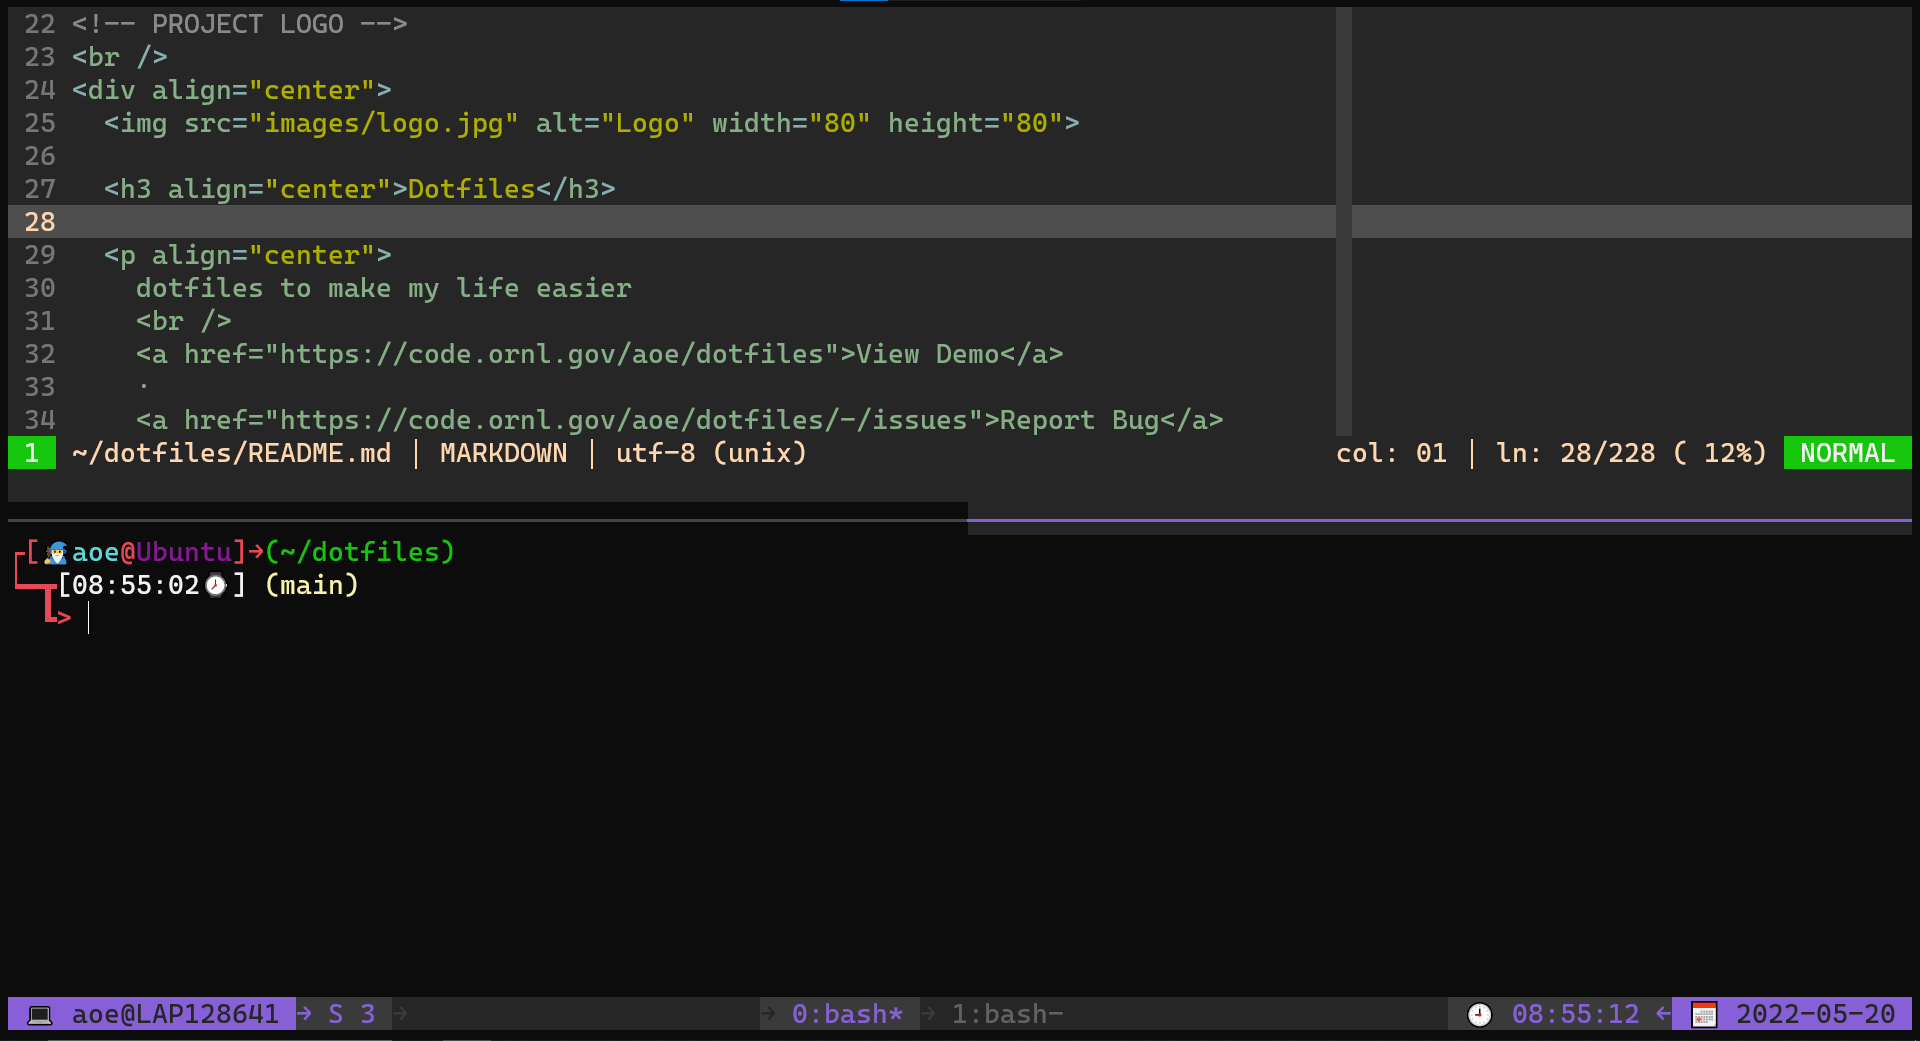 22 <!-- PROJECT LOGO -->
23 <br />
24 <div align="center">
25   <img src="images/logo.jpg" alt="Logo" width="80" height="80">
26
27   <h3 align="center">Dotfiles</h3>
28
29   <p align="center">
30     dotfiles to make my life easier
31     <br />
32     <a href="https://code.ornl.gov/aoe/dotfiles">View Demo</a>
33     ·
34     <a href="https://code.ornl.gov/aoe/dotfiles/-/issues">Report Bug</a>
1 ~/dotfiles/README.md | MARKDOWN | utf-8 (unix) col: 01 | ln: 28/228 ( 12%) NORMAL
[🧙aoe@Ubuntu]→(~/dotfiles)
[08:55:02⌚] (main)
>
💻 aoe@LAP128641 → S 3 → → 0:bash* → 1:bash- 🕓 08:55:12 ← 📅 2022-05-20